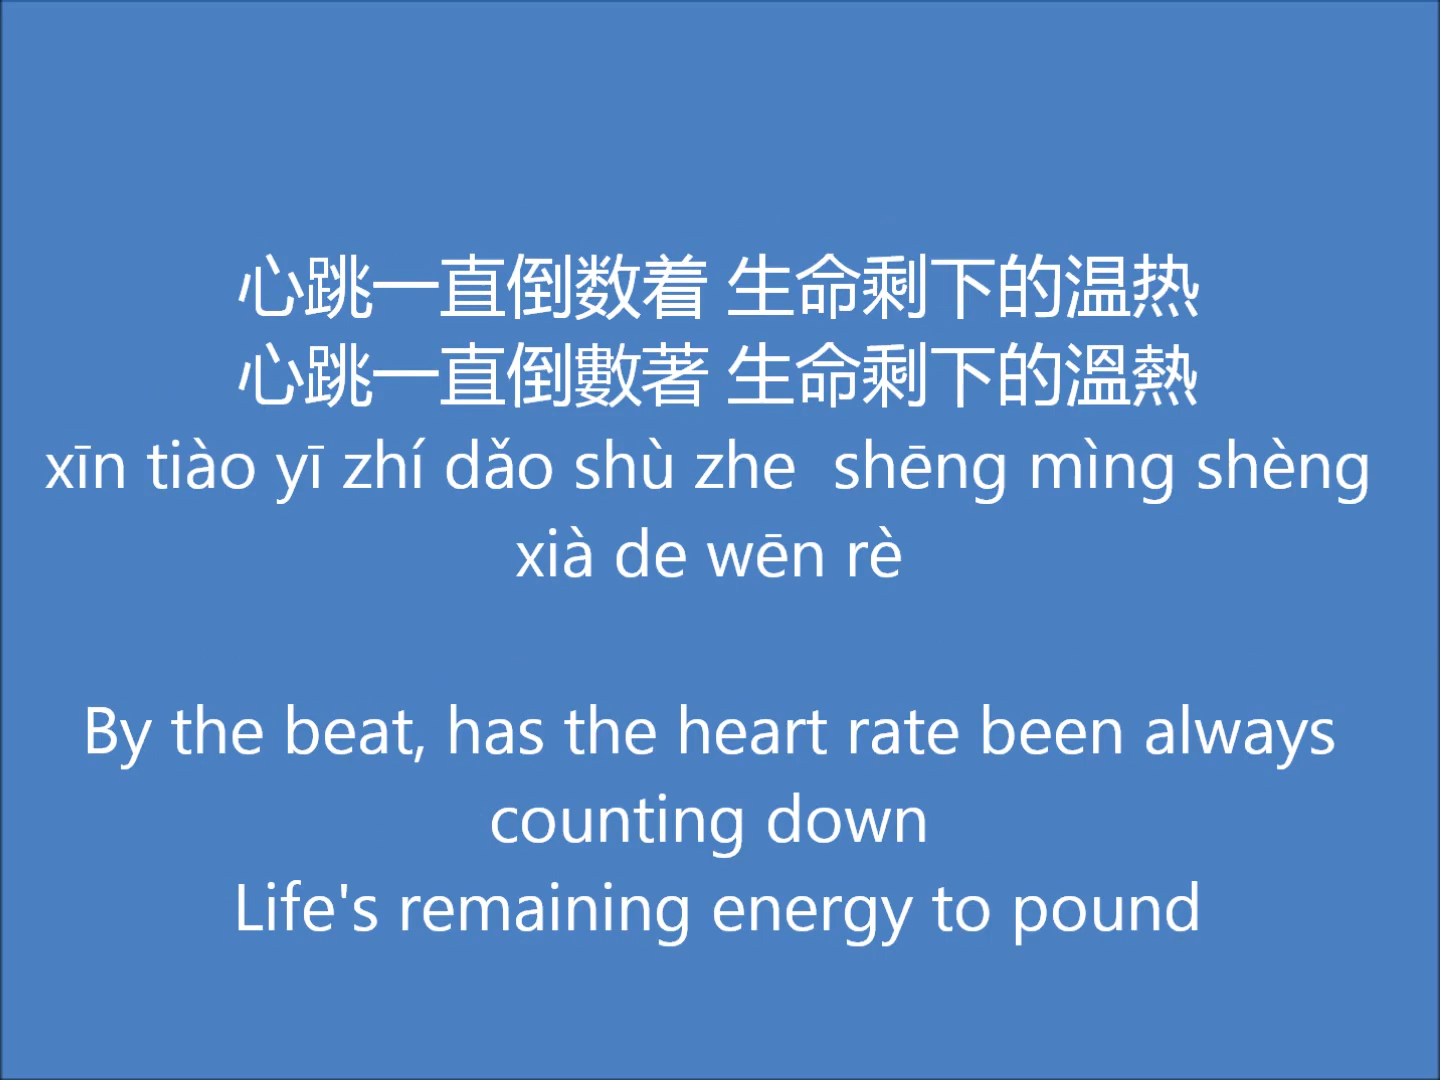 心跳一直倒数着 生命剩下的温热
心跳一直倒數著 生命剩下的溫熱
xīn tiào yī zhí dǎo shù zhe  shēng mìng shèng
xià de wēn rè
By the beat, has the heart rate been always
counting down
Life's remaining energy to pound